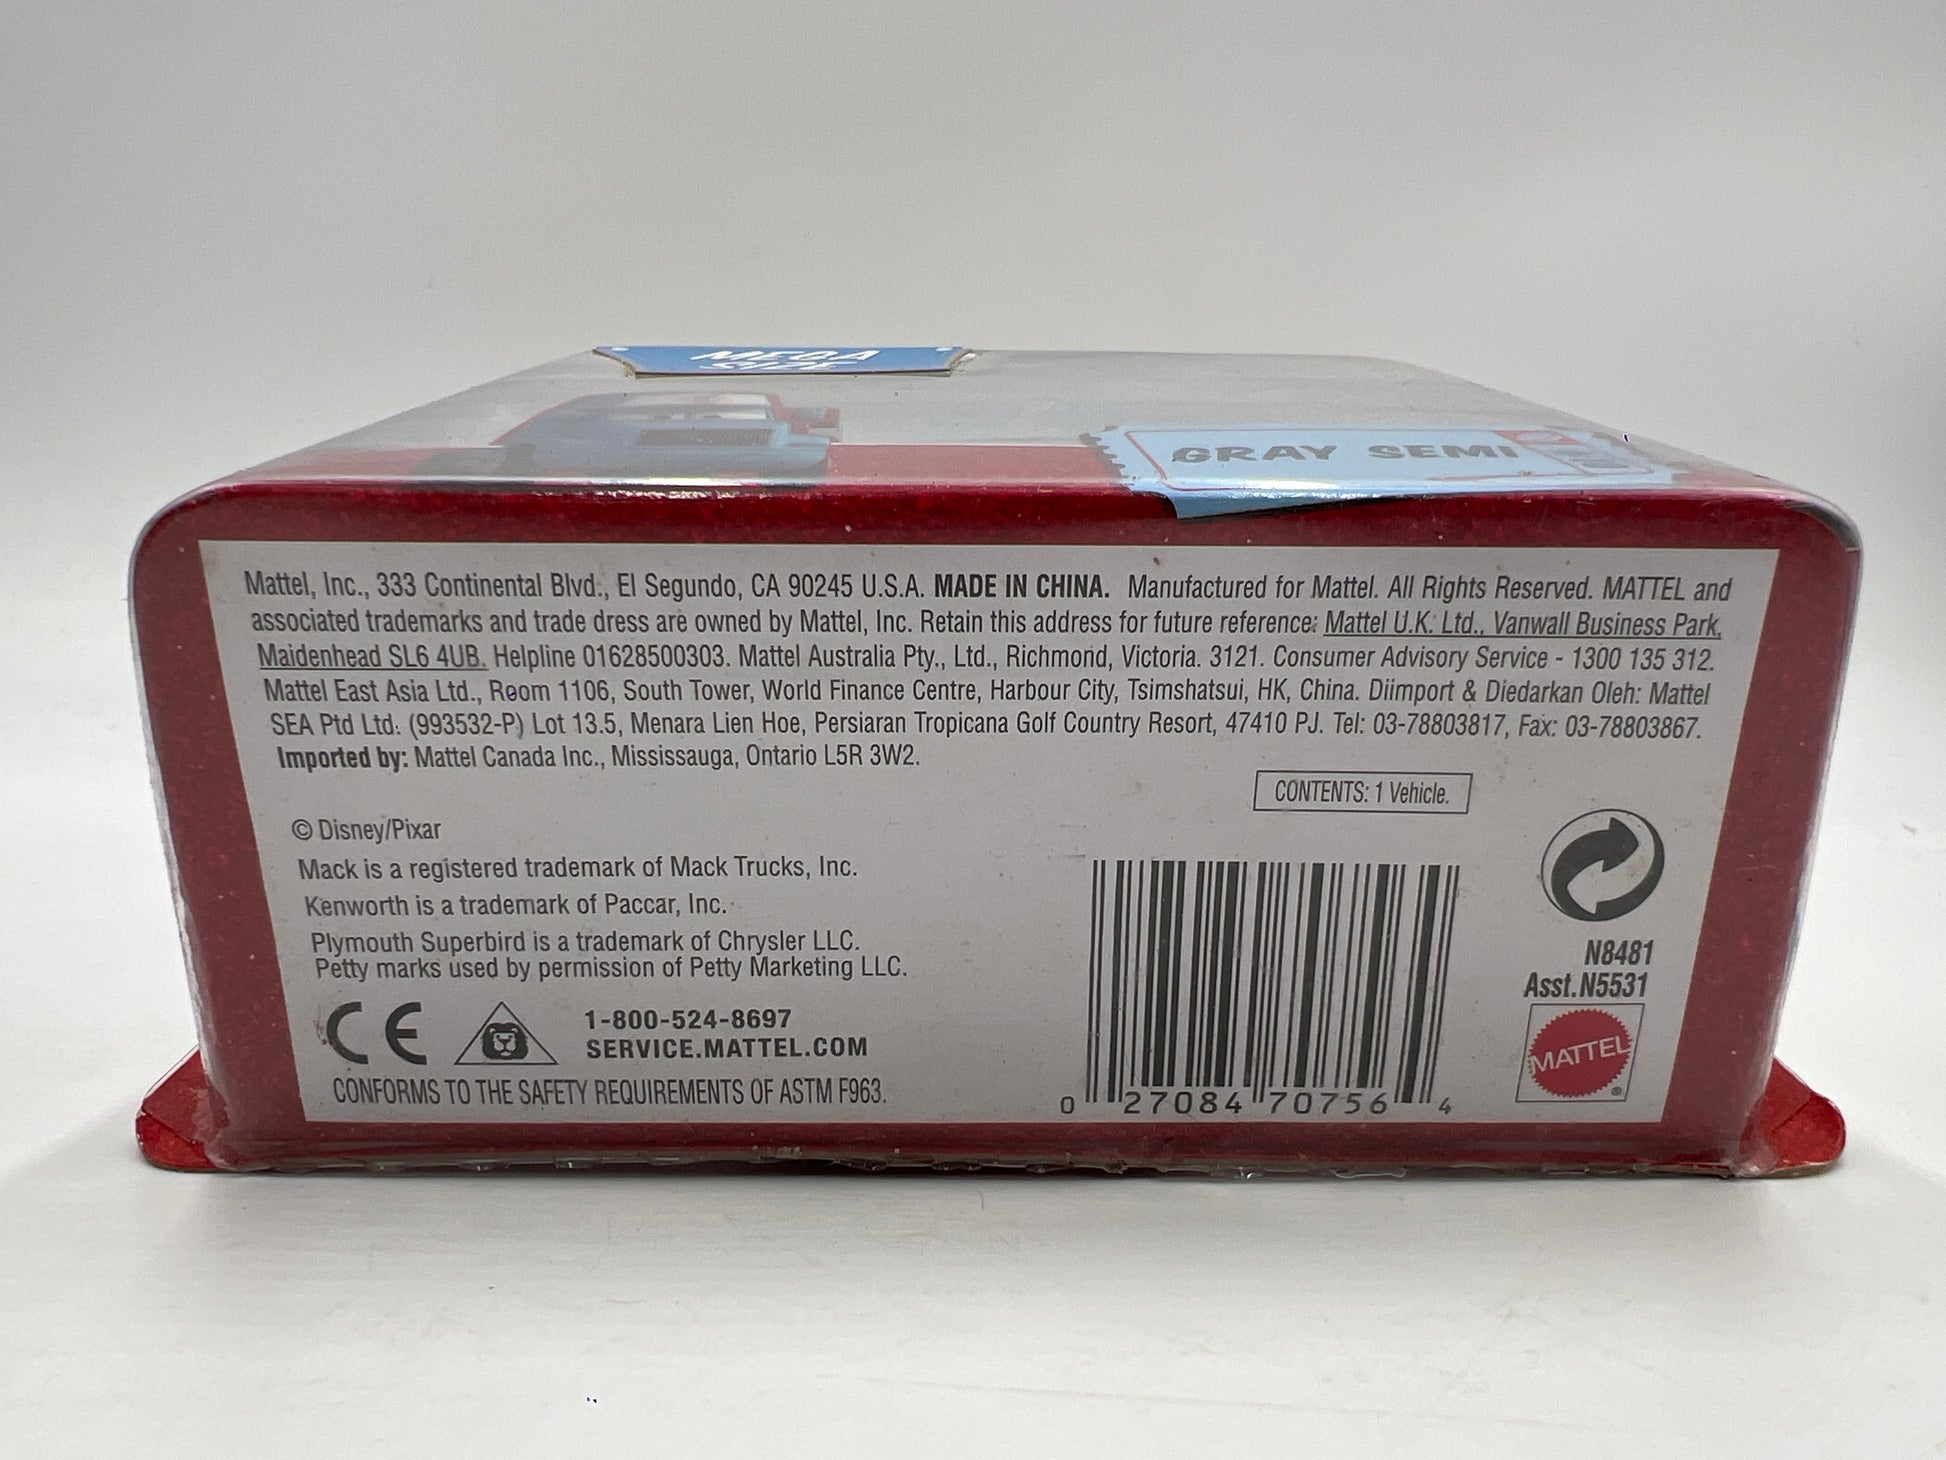 MEGA
SIZE
GRAY SEMI
Mattel, Inc., 333 Continental Blvd., El Segundo, CA 90245 U.S.A. MADE IN CHINA. Manufactured for Mattel. All Rights Reserved. MATTEL and
associated trademarks and trade dress are owned by Mattel, Inc. Retain this address for future reference: Mattel U.K. Ltd., Vanwall Business Park,
Maidenhead SL6 4UB. Helpline 01628500303. Mattel Australia Pty., Ltd., Richmond, Victoria. 3121. Consumer Advisory Service - 1300 135 312.
Mattel East Asia Ltd., Room 1106, South Tower, World Finance Centre, Harbour City, Tsimshatsui, HK, China. Diimport & Diedarkan Oleh: Mattel
SEA Ptd Ltd. (993532-P) Lot 13.5, Menara Lien Hoe, Persiaran Tropicana Golf Country Resort, 47410 PJ. Tel: 03-78803817, Fax: 03-78803867.
Imported by: Mattel Canada Inc., Mississauga, Ontario L5R 3W2.
CONTENTS: 1 Vehicle.
© Disney/Pixar
Mack is a registered trademark of Mack Trucks, Inc.
Kenworth is a trademark of Paccar, Inc.
Plymouth Superbird is a trademark of Chrysler LLC.
Petty marks used by permission of Petty Marketing LLC.
CE
1-800-524-8697
SERVICE.MATTEL.COM
CONFORMS TO THE SAFETY REQUIREMENTS OF ASTM F963.
0 27084 70756 4
N8481
Asst.N5531
MATTEL ®